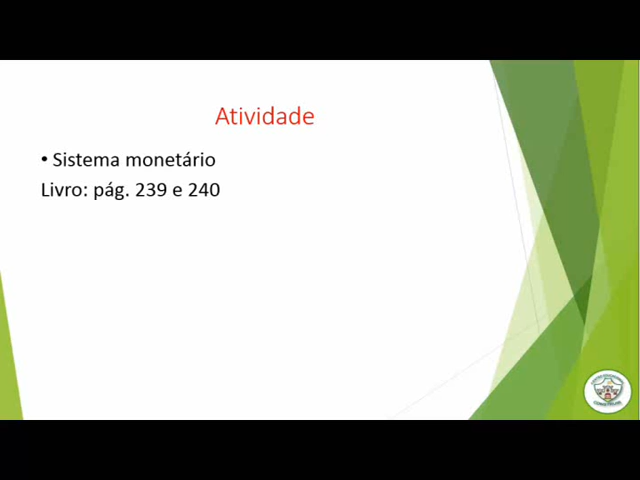 Atividade
• Sistema monetário
Livro: pág. 239 e 240